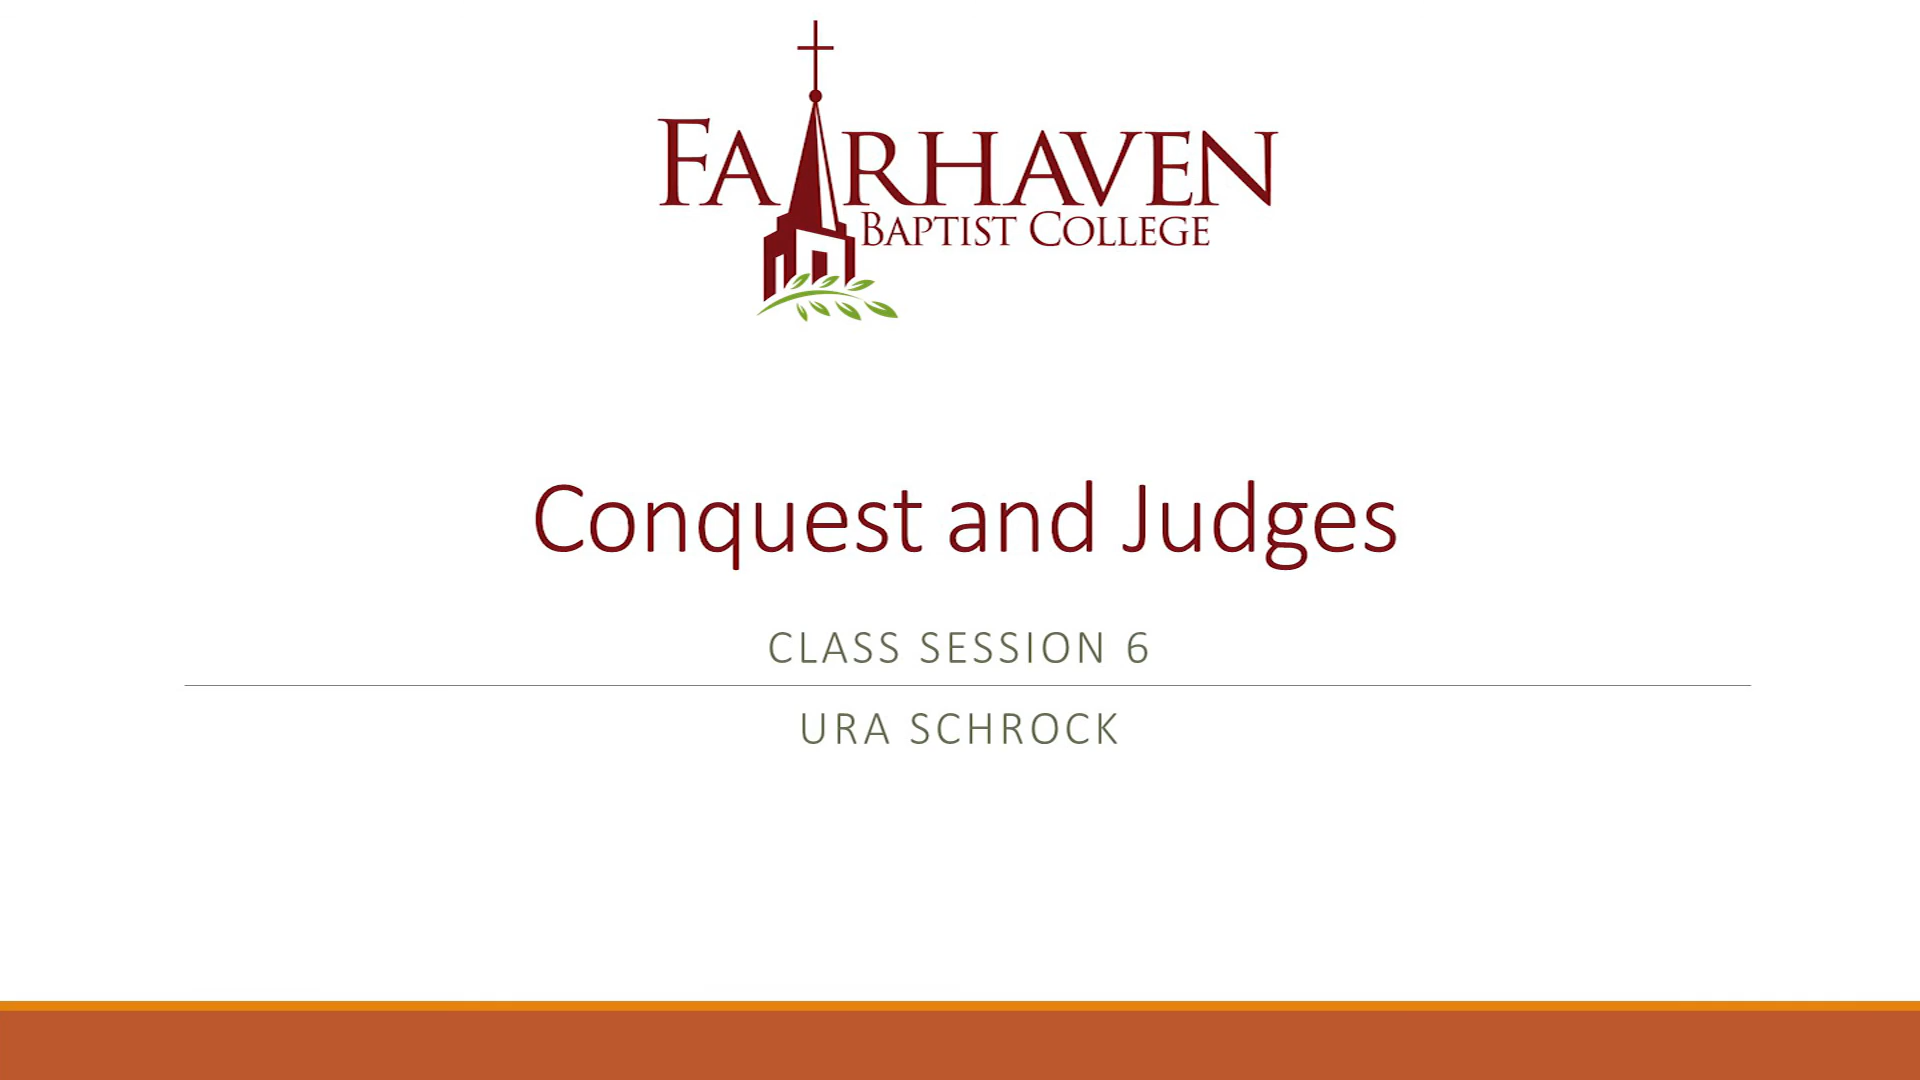 FAIRHAVEN
BAPTIST COLLEGE
Conquest and Judges
CLASS SESSION 6
URA SCHROCK